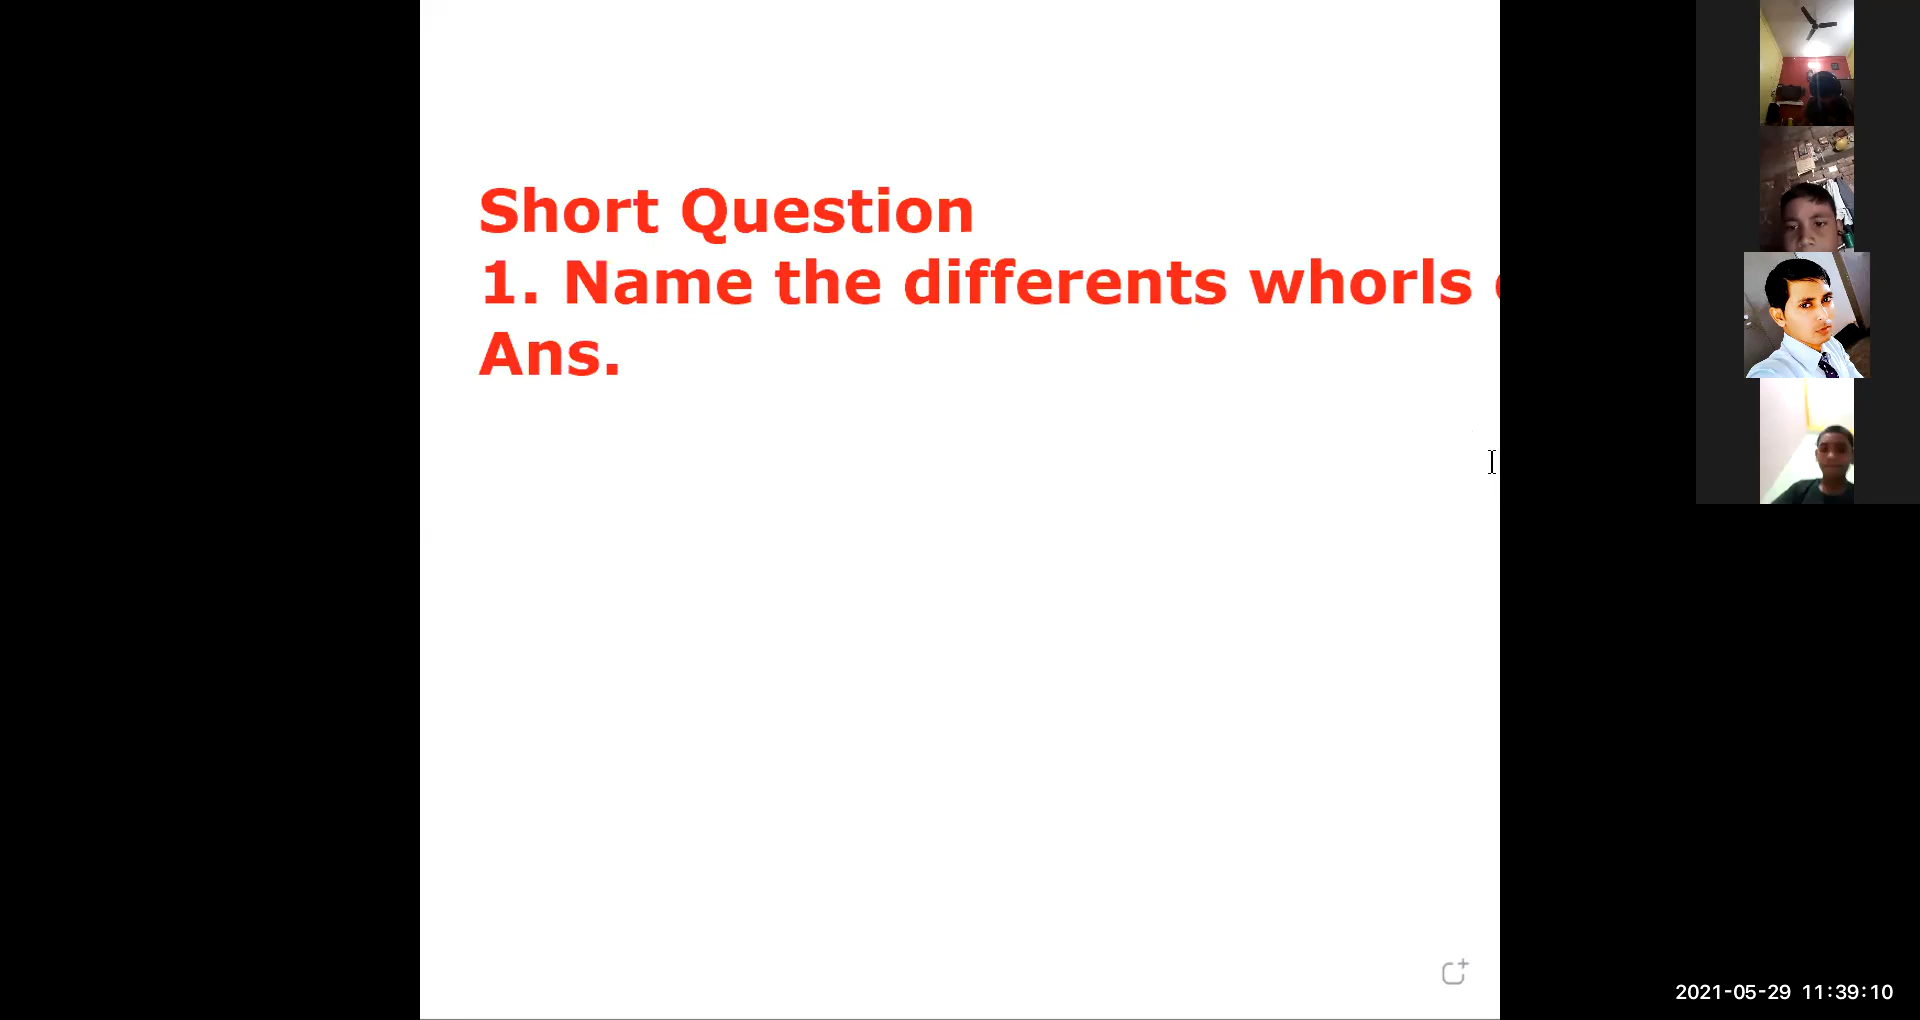 Short Question
1. Name the differents whorls
Ans.
2021-05-29 11:39:10